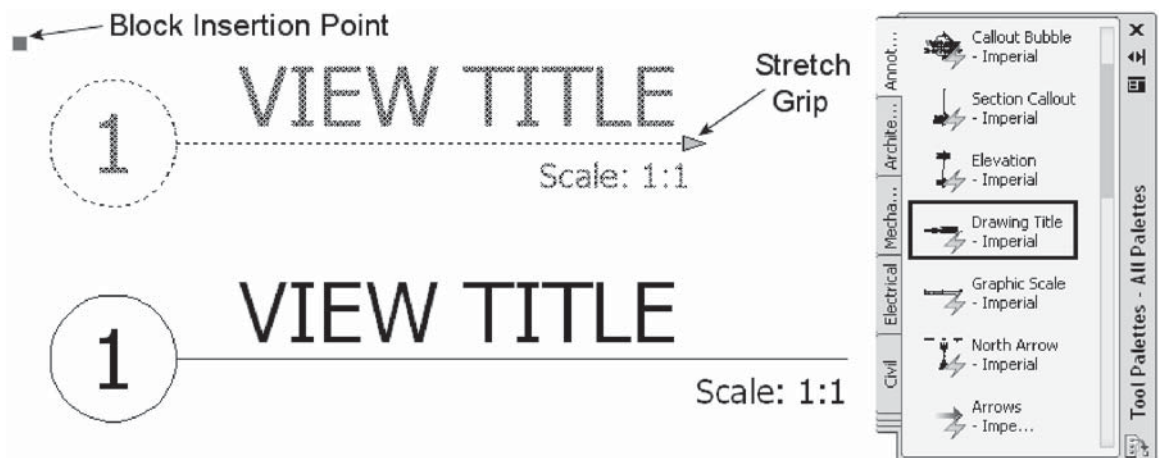 Block Insertion Point
1
VIEW TITLE
Stretch
Grip
Scale: 1:1
1
VIEW TITLE
Scale: 1:1
Annot...
Archite...
Mecha...
Electrical
Civil
Callout Bubble
- Imperial
Section Callout
- Imperial
Elevation
- Imperial
Drawing Title
- Imperial
Graphic Scale
- Imperial
North Arrow
- Imperial
Arrows
- Impe...
Tool Palettes - All Palettes